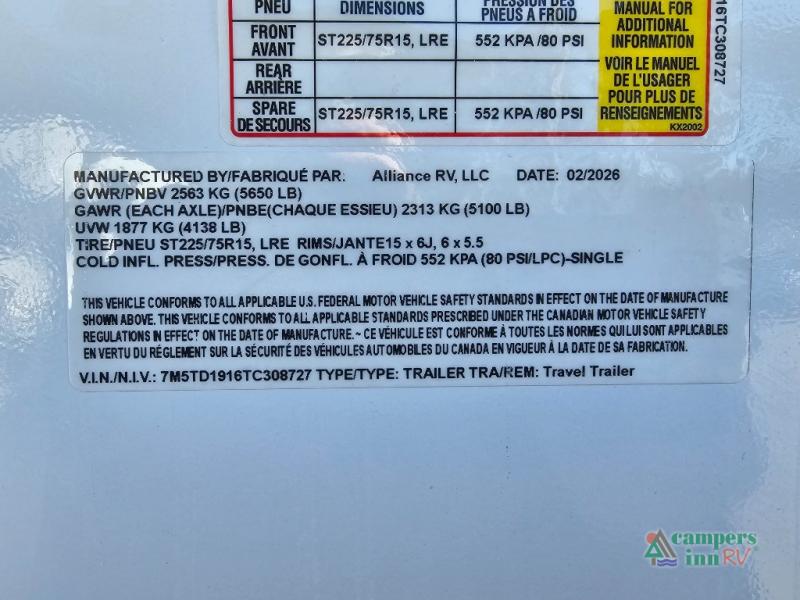 PNEU DIMENSIONS PRESSION DES PNEUS A FROID MANUAL FOR
ADDITIONAL
INFORMATION
FRONT
AVANT ST225/75R15, LRE 552 KPA /80 PSI
REAR
ARRIÈRE
SPARE
DE SECOURS ST225/75R15, LRE 552 KPA /80 PSI
VOIR LE MANUEL
DE L'USAGER
POUR PLUS DE
RENSEIGNEMENTS
KX2002
916TC308727
MANUFACTURED BY/FABRIQUÉ PAR: Alliance RV, LLC DATE: 02/2026
GVWR/PNBV 2563 KG (5650 LB)
GAWR (EACH AXLE)/PNBE(CHAQUE ESSIEU) 2313 KG (5100 LB)
UVW 1877 KG (4138 LB)
TIRE/PNEU ST225/75R15, LRE RIMS/JANTE15 x 6J, 6 x 5.5
COLD INFL. PRESS/PRESS. DE GONFL. À FROID 552 KPA (80 PSI/LPC)-SINGLE
THIS VEHICLE CONFORMS TO ALL APPLICABLE U.S. FEDERAL MOTOR VEHICLE SAFETY STANDARDS IN EFFECT ON THE DATE OF MANUFACTURE
SHOWN ABOVE. THIS VEHICLE CONFORMS TO ALL APPLICABLE STANDARDS PRESCRIBED UNDER THE CANADIAN MOTOR VEHICLE SAFETY
REGULATIONS IN EFFECT ON THE DATE OF MANUFACTURE. ~ CE VÉHICULE EST CONFORME À TOUTES LES NORMES QUI LUI SONT APPLICABLES
EN VERTU DU RÉGLEMENT SUR LA SÉCURITÉ DES VÉHICULES AUTOMOBILES DU CANADA EN VIGUEUR À LA DATE DE SA FABRICATION.
V.I.N./N.I.V.: 7M5TD1916TC308727 TYPE/TYPE: TRAILER TRA/REM: Travel Trailer
campers
inn RV